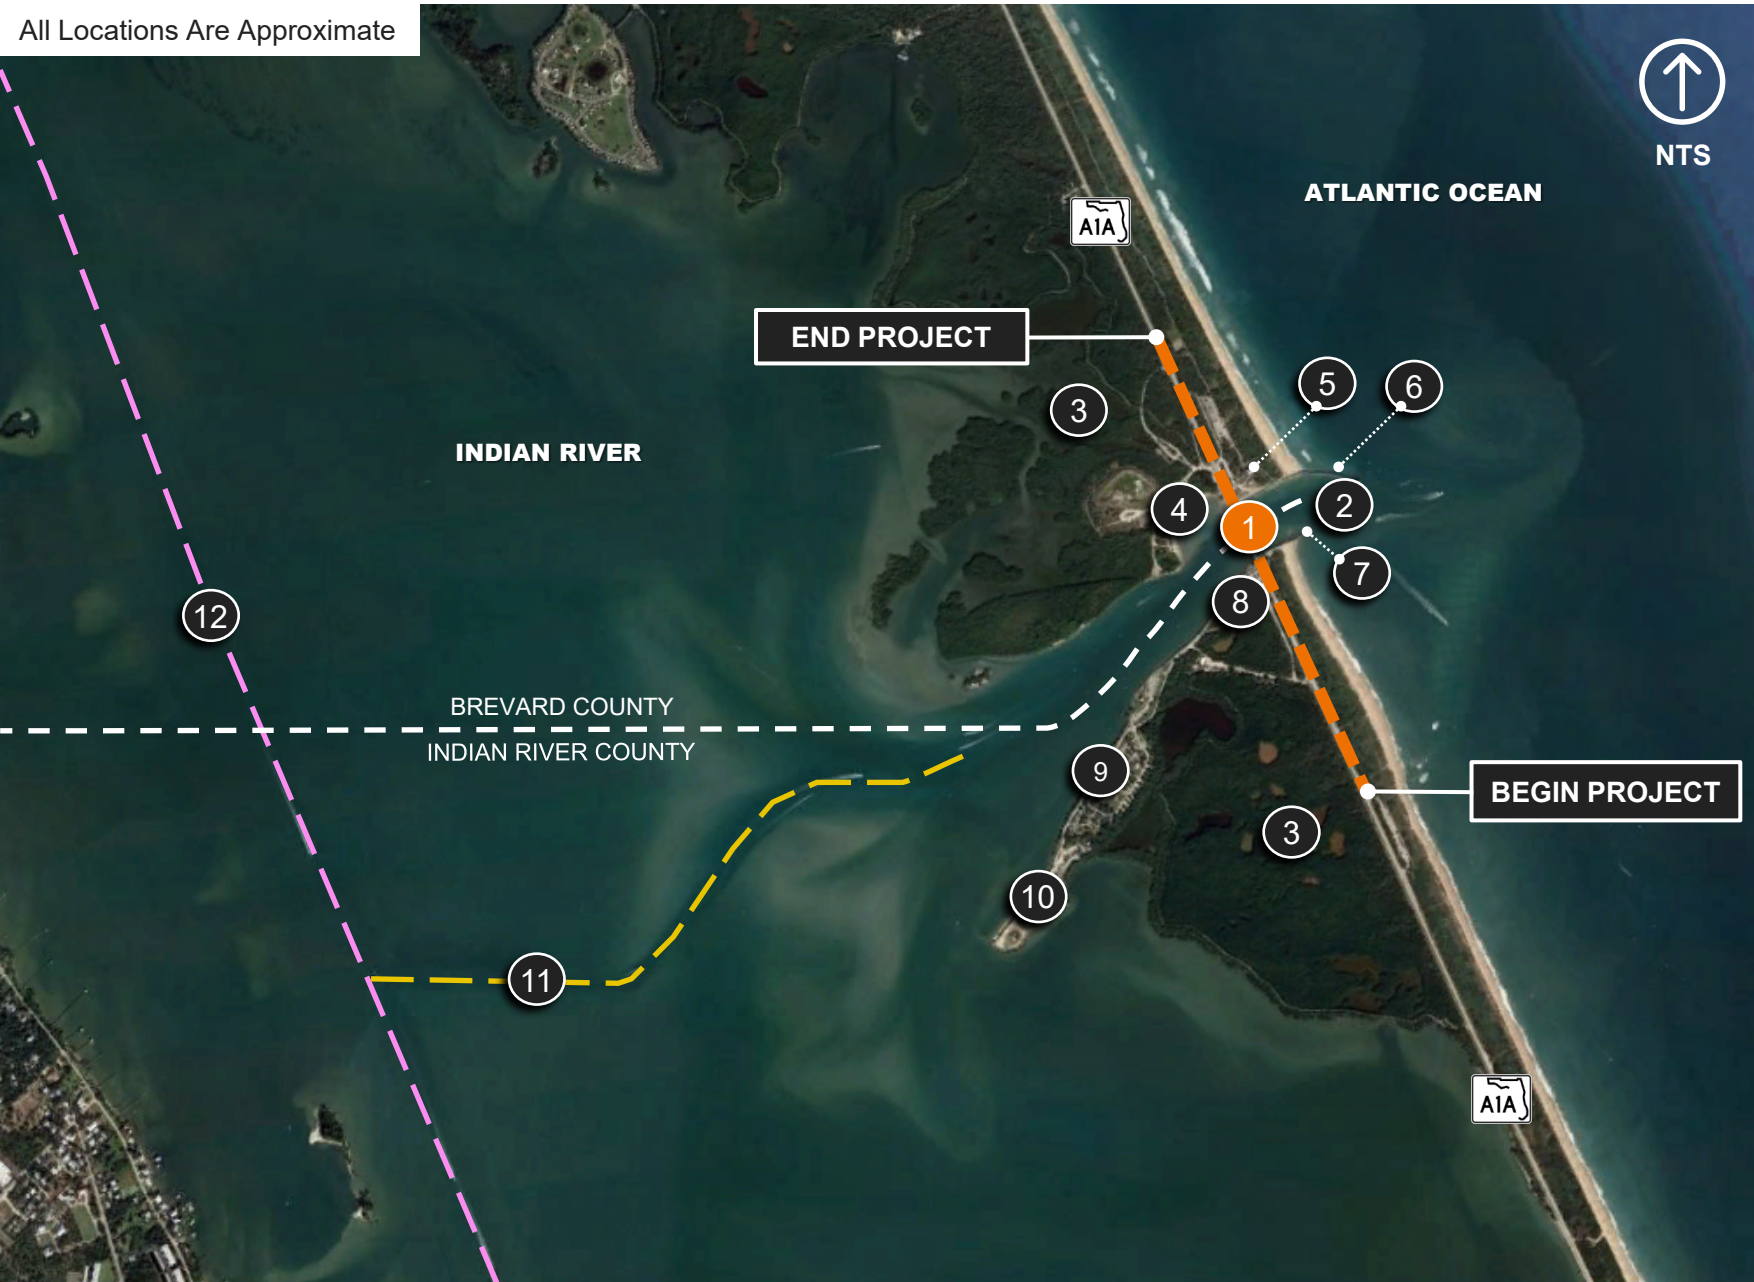 All Locations Are Approximate
NTS
ATLANTIC OCEAN
A1A
END PROJECT
5
6
3
INDIAN RIVER
4
2
1
7
8
12
BREVARD COUNTY
INDIAN RIVER COUNTY
9
BEGIN PROJECT
3
10
11
A1A